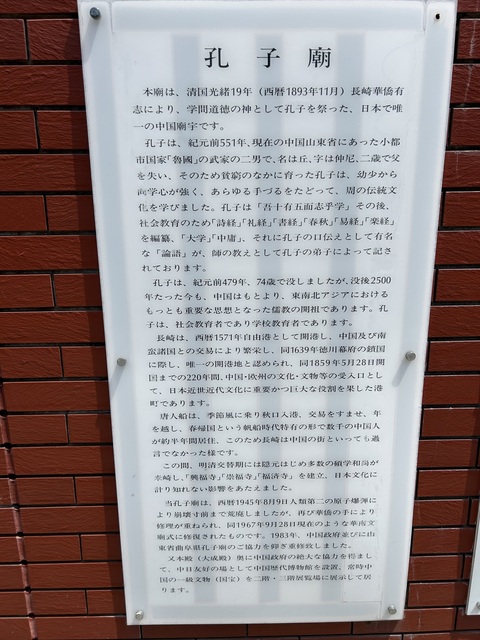 孔子廟
本廟は、清国光緒19年（西暦1893年11月）長崎華僑有
志により、学問道徳の神として孔子を祭った、日本で唯
一の中国廟宇です。
孔子は、紀元前551年、現在の中国山東省にあった小都
市国家「魯國」の武家の二男で、名は丘、字は仲尼、二歳で父
を失い、そのため貧窮のなかに育った孔子は、幼少から
向学心が強く、あらゆる手づるをたどって、周の伝統文
化を学びました。孔子は「吾十有五而志乎学」その後、
社会教育のため「詩経」「礼経」「書経」「春秋」「易経」「楽経」
を編纂、「大学」「中庸」、それに孔子の口伝えとして有名
な「論語」が、師の教えとして孔子の弟子によって記さ
れております。
孔子は、紀元前479年、74歳で没しましたが、没後2500
年たった今も、中国はもとより、東南北アジアにおける
もっとも重要な思想となった儒教の開祖であります。孔
子は、社会教育者であり学校教育者であります。
長崎は、西暦1571年自由港として開港し、中国及び南
蛮諸国との交易により繁栄し、同1639年徳川幕府の鎖国
に際し、唯一の開港地と認められ、同1859年5月28日開
国までの220年間、中国・欧州の文化・文物等の受入口とし
て、日本近世近代文化に重要かつ巨大な役割を果した港
町であります。
唐人船は、季節風に乗り秋口入港、交易をすませ、年
を越し、春帰国という帆船時代特有の形で数千の中国人
が約半年間居住、このため長崎は中国の街といっても過
言でなかった様です。
この間、明清交替期には隠元はじめ多数の碩学和尚が
来崎し、「興福寺」「崇福寺」「福済寺」を建立、日本文化に
計り知れない影響をあたえました。
当孔子廟は、西暦1945年8月9日人類第二の原子爆弾に
より崩壊寸前まで荒廃しましたが、再び華僑の手により
修理が重ねられ、同1967年9月28日現在のような華南文
廟式に修復されたものです。1983年、中国政府並びに山
東省曲阜県孔子廟のご協力を仰ぎ重修致しました。
又本殿（大成殿）奥に中国政府の絶大な協力を得まし
て、中日友好の場として中国歴代博物館を設置、常時中
国の一級文物（国宝）を二階・三階展覧場に展示して居
ります。